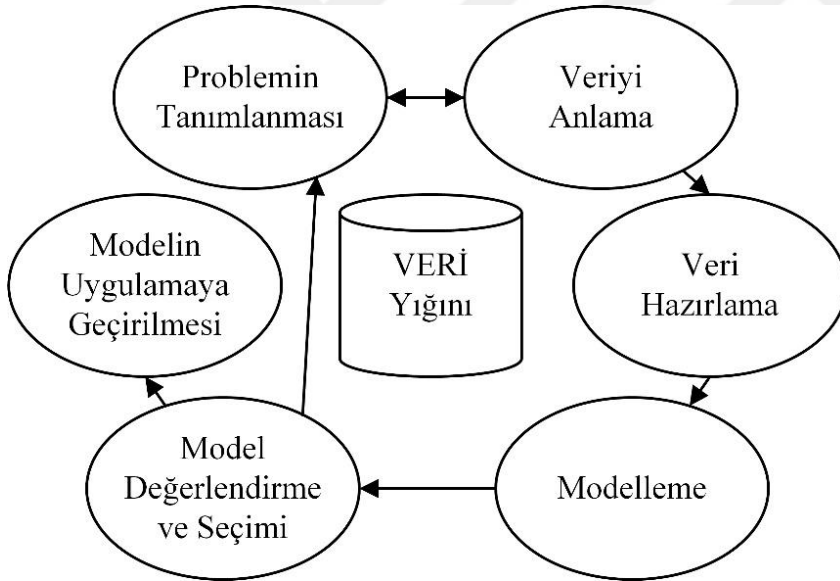 Problemin
Tanımlanması
Veriyi
Anlama
Modelin
Uygulamaya
Geçirilmesi
VERİ
Yığını
Veri
Hazırlama
Model
Değerlendirme
ve Seçimi
Modelleme